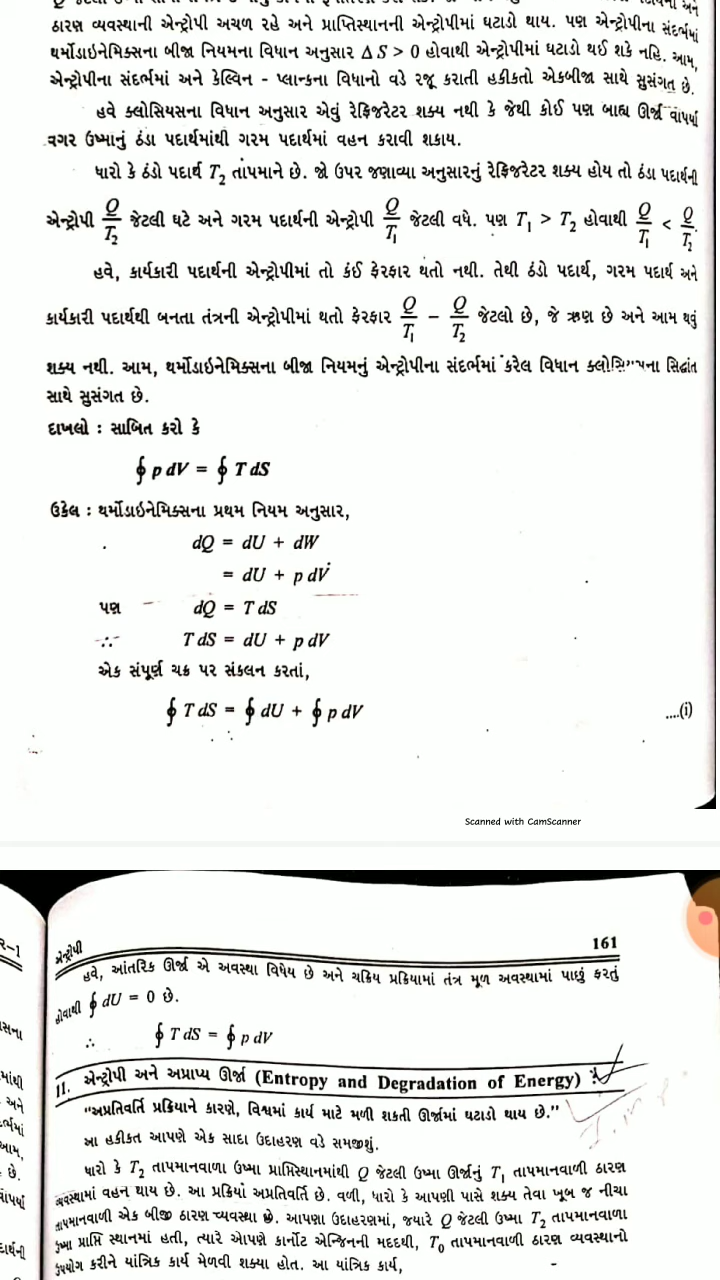 ઠારણ વ્યવસ્થાની એન્ટ્રોપી અચળ રહે અને પ્રાપ્તિસ્થાનની એન્ટ્રોપીમાં ઘટાડો થાય. પણ એન્ટ્રોપીના સંદર્ભમાં
થર્મોડાઇનેમિક્સના બીજા નિયમના વિધાન અનુસાર Δ S > 0 હોવાથી એન્ટ્રોપીમાં ઘટાડો થઈ શકે નહિ. આમ,
એન્ટ્રોપીના સંદર્ભમાં અને કેલ્વિન - પ્લાન્કના વિધાનો વડે રજૂ કરાતી હકીકતો એકબીજા સાથે સુસંગત છે.
હવે ક્લોસિયસના વિધાન અનુસાર એવું રેફ્રિજરેટર શક્ય નથી કે જેથી કોઈ પણ બાહ્ય ઊર્જા વાપર્યા
વગર ઉષ્માનું ઠંડા પદાર્થમાંથી ગરમ પદાર્થમાં વહન કરાવી શકાય.
ધારો કે ઠંડો પદાર્થ T₂ તાપમાને છે. જો ઉપર જણાવ્યા અનુસારનું રેફ્રિજરેટર શક્ય હોય તો ઠંડા પદાર્થની
એન્ટ્રોપી Q/T₂ જેટલી ઘટે અને ગરમ પદાર્થની એન્ટ્રોપી Q/T₁ જેટલી વધે. પણ T₁ > T₂ હોવાથી Q/T₁ < Q/T₂.
હવે, કાર્યકારી પદાર્થની એન્ટ્રોપીમાં તો કંઈ ફેરફાર થતો નથી. તેથી ઠંડો પદાર્થ, ગરમ પદાર્થ અને
કાર્યકારી પદાર્થથી બનતા તંત્રની એન્ટ્રોપીમાં થતો ફેરફાર Q/T₁ − Q/T₂ જેટલો છે, જે ઋણ છે અને આમ થવું
શક્ય નથી. આમ, થર્મોડાઇનેમિક્સના બીજા નિયમનું એન્ટ્રોપીના સંદર્ભમાં કરેલ વિધાન સિદ્ધાંત
સાથે સુસંગત છે.
દાખલો : સાબિત કરો કે
∮ p dV = ∮ T dS
ઉકેલ : થર્મોડાઇનેમિક્સના પ્રથમ નિયમ અનુસાર,
dQ = dU + dW
= dU + p dV
પણ dQ = T dS
∴ T dS = dU + p dV
એક સંપૂર્ણ ચક્ર પર સંકલન કરતાં,
∮ T dS = ∮ dU + ∮ p dV ....(i)
Scanned with CamScanner
ર-1
એન્ટ્રોપી 161
હવે, આંતરિક ઊર્જા એ અવસ્થા વિધેય છે અને ચક્રિય પ્રક્રિયામાં તંત્ર મૂળ અવસ્થામાં પાછું ફરતું
હોવાથી ∮ dU = 0 છે.
∴ ∮ T dS = ∮ p dV
11. એન્ટ્રોપી અને અપ્રાપ્ય ઊર્જા (Entropy and Degradation of Energy) :
"અપ્રતિવર્તિ પ્રક્રિયાને કારણે, વિશ્વમાં કાર્ય માટે મળી શકતી ઊર્જામાં ઘટાડો થાય છે."
આ હકીકત આપણે એક સાદા ઉદાહરણ વડે સમજીશું.
ધારો કે T₂ તાપમાનવાળા ઉષ્મા પ્રાપ્તિસ્થાનમાંથી Q જેટલી ઉષ્મા ઊર્જાનું T₁ તાપમાનવાળી ઠારણ
વ્યવસ્થામાં વહન થાય છે. આ પ્રક્રિયા અપ્રતિવર્તિ છે. વળી, ધારો કે આપણી પાસે શક્ય તેવા ખૂબ જ નીચા
તાપમાનવાળી એક બીજી ઠારણ વ્યવસ્થા છે. આપણા ઉદાહરણમાં, જ્યારે Q જેટલી ઉષ્મા T₂ તાપમાનવાળા
ઉષ્મા પ્રાપ્તિ સ્થાનમાં હતી, ત્યારે આપણે કાર્નોટ એન્જિનની મદદથી, T₀ તાપમાનવાળી ઠારણ વ્યવસ્થાનો
ઉપયોગ કરીને યાંત્રિક કાર્ય મેળવી શક્યા હોત. આ યાંત્રિક કાર્ય,